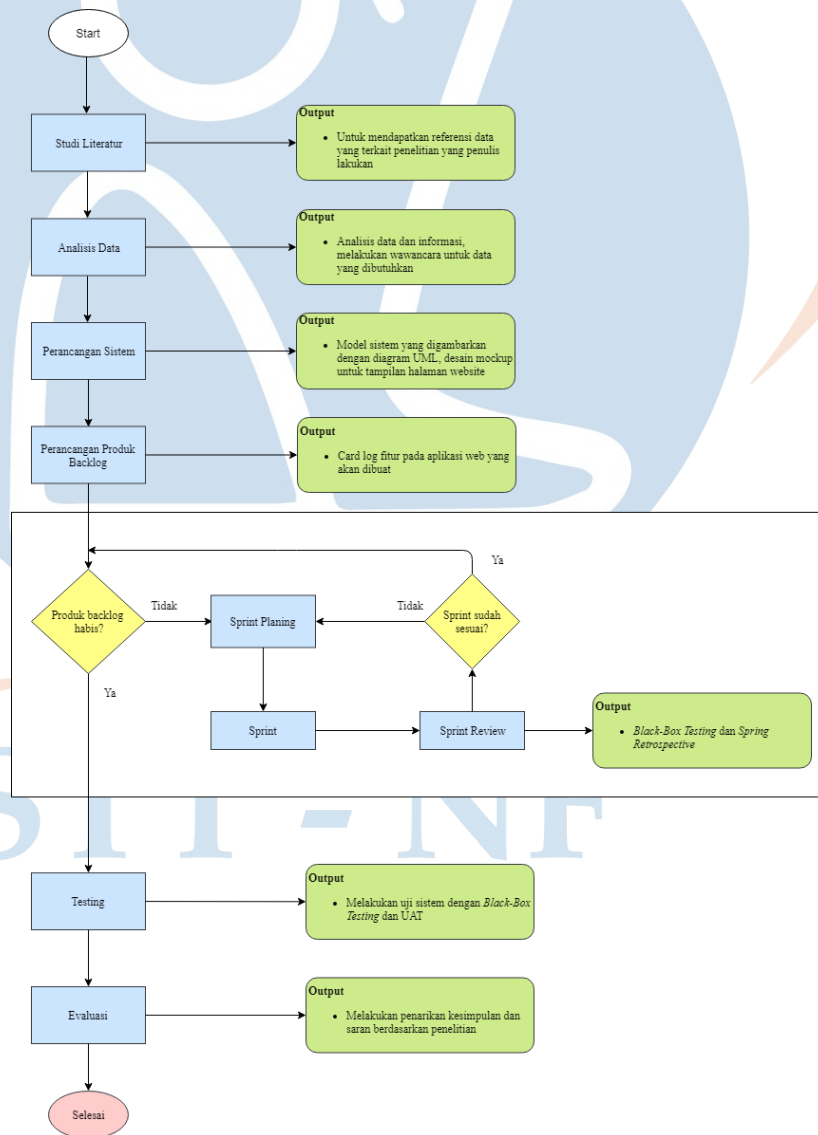 Start
Studi Literatur
Output
• Untuk mendapatkan referensi data
yang terkait penelitian yang penulis
lakukan
Analisis Data
Output
• Analisis data dan informasi,
melakukan wawancara untuk data
yang dibutuhkan
Perancangan Sistem
Output
• Model sistem yang digambarkan
dengan diagram UML, desain mockup
untuk tampilan halaman website
Perancangan Produk
Backlog
Output
• Card log fitur pada aplikasi web yang
akan dibuat
Produk backlog
habis?
Tidak
Ya
Sprint Planing
Tidak
Sprint sudah
sesuai?
Ya
Sprint
Sprint Review
Output
• Black-Box Testing dan Spring
Retrospective
STT - NF
Testing
Output
• Melakukan uji sistem dengan Black-Box
Testing dan UAT
Evaluasi
Output
• Melakukan penarikan kesimpulan dan
saran berdasarkan penelitian
Selesai